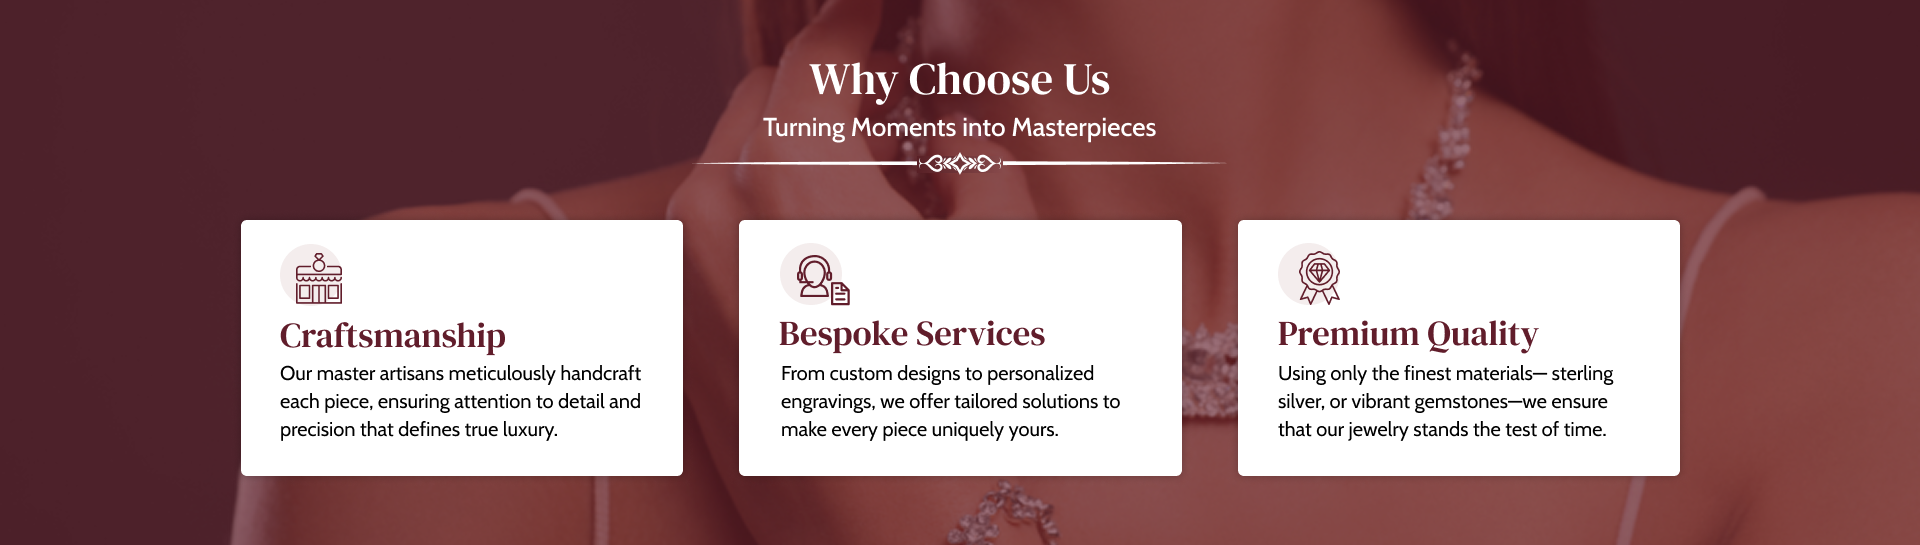 Why Choose Us
Turning Moments into Masterpieces
Craftsmanship
Our master artisans meticulously handcraft
each piece, ensuring attention to detail and
precision that defines true luxury.
Bespoke Services
From custom designs to personalized
engravings, we offer tailored solutions to
make every piece uniquely yours.
Premium Quality
Using only the finest materials— sterling
silver, or vibrant gemstones—we ensure
that our jewelry stands the test of time.